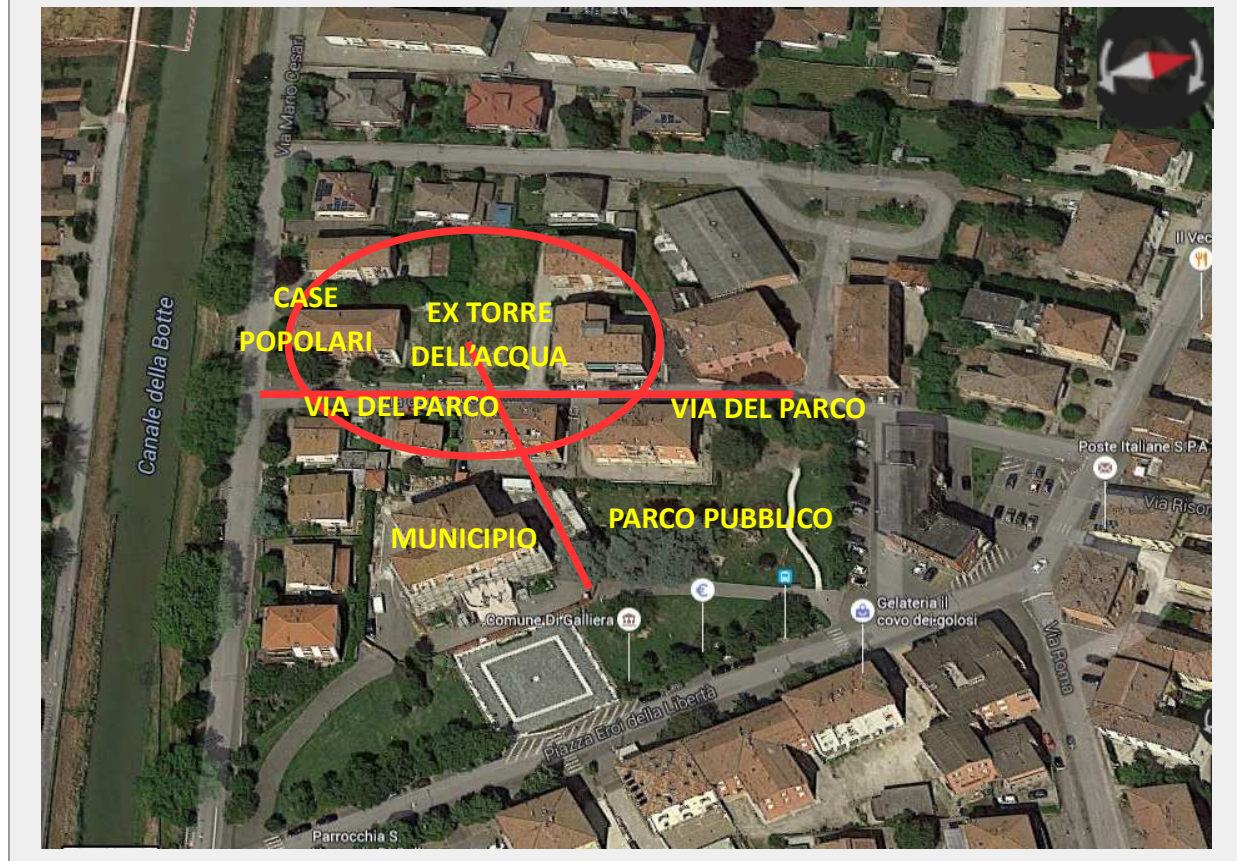 Via Mario Cesari
Il Vec
CASE
POPOLARI
EX TORRE
DELL'ACQUA
Canale della Botte
VIA DEL PARCO
VIA DEL PARCO
Poste Italiane S.P.A
Via Risor
PARCO PUBBLICO
MUNICIPIO
€
Gelateria il
covo dei golosi
Comune Di Galliera
Via Roma
Piazza Eroi della Libertà
Parrocchia S.